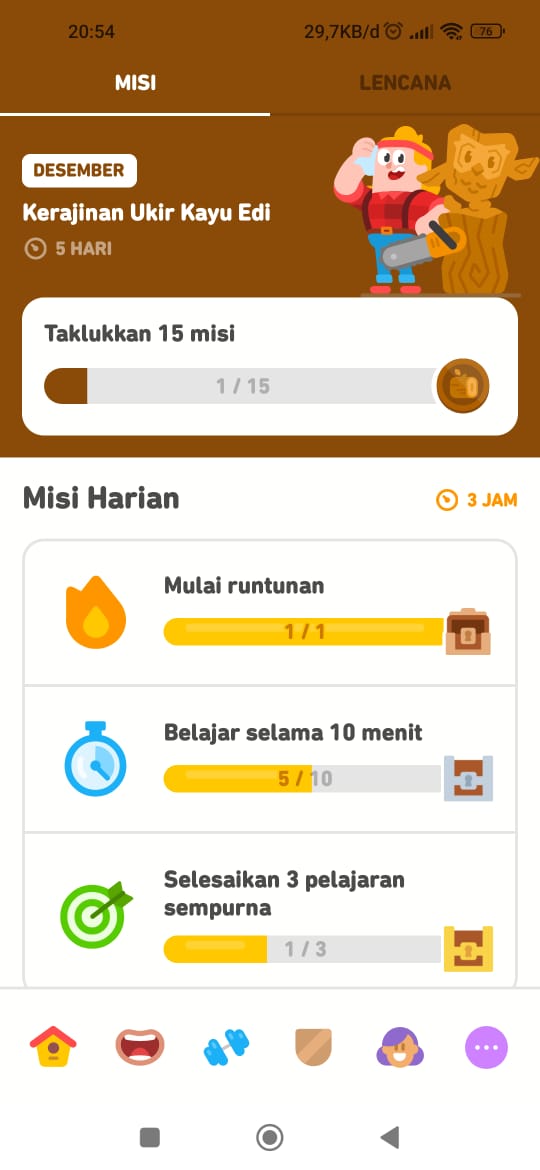 20:54
29,7KB/d
76
MISI
LENCANA
DESEMBER
Kerajinan Ukir Kayu Edi
5 HARI
Taklukkan 15 misi
1 / 15
Misi Harian
3 JAM
Mulai runtunan
1 / 1
Belajar selama 10 menit
5 / 10
Selesaikan 3 pelajaran
sempurna
1 / 3